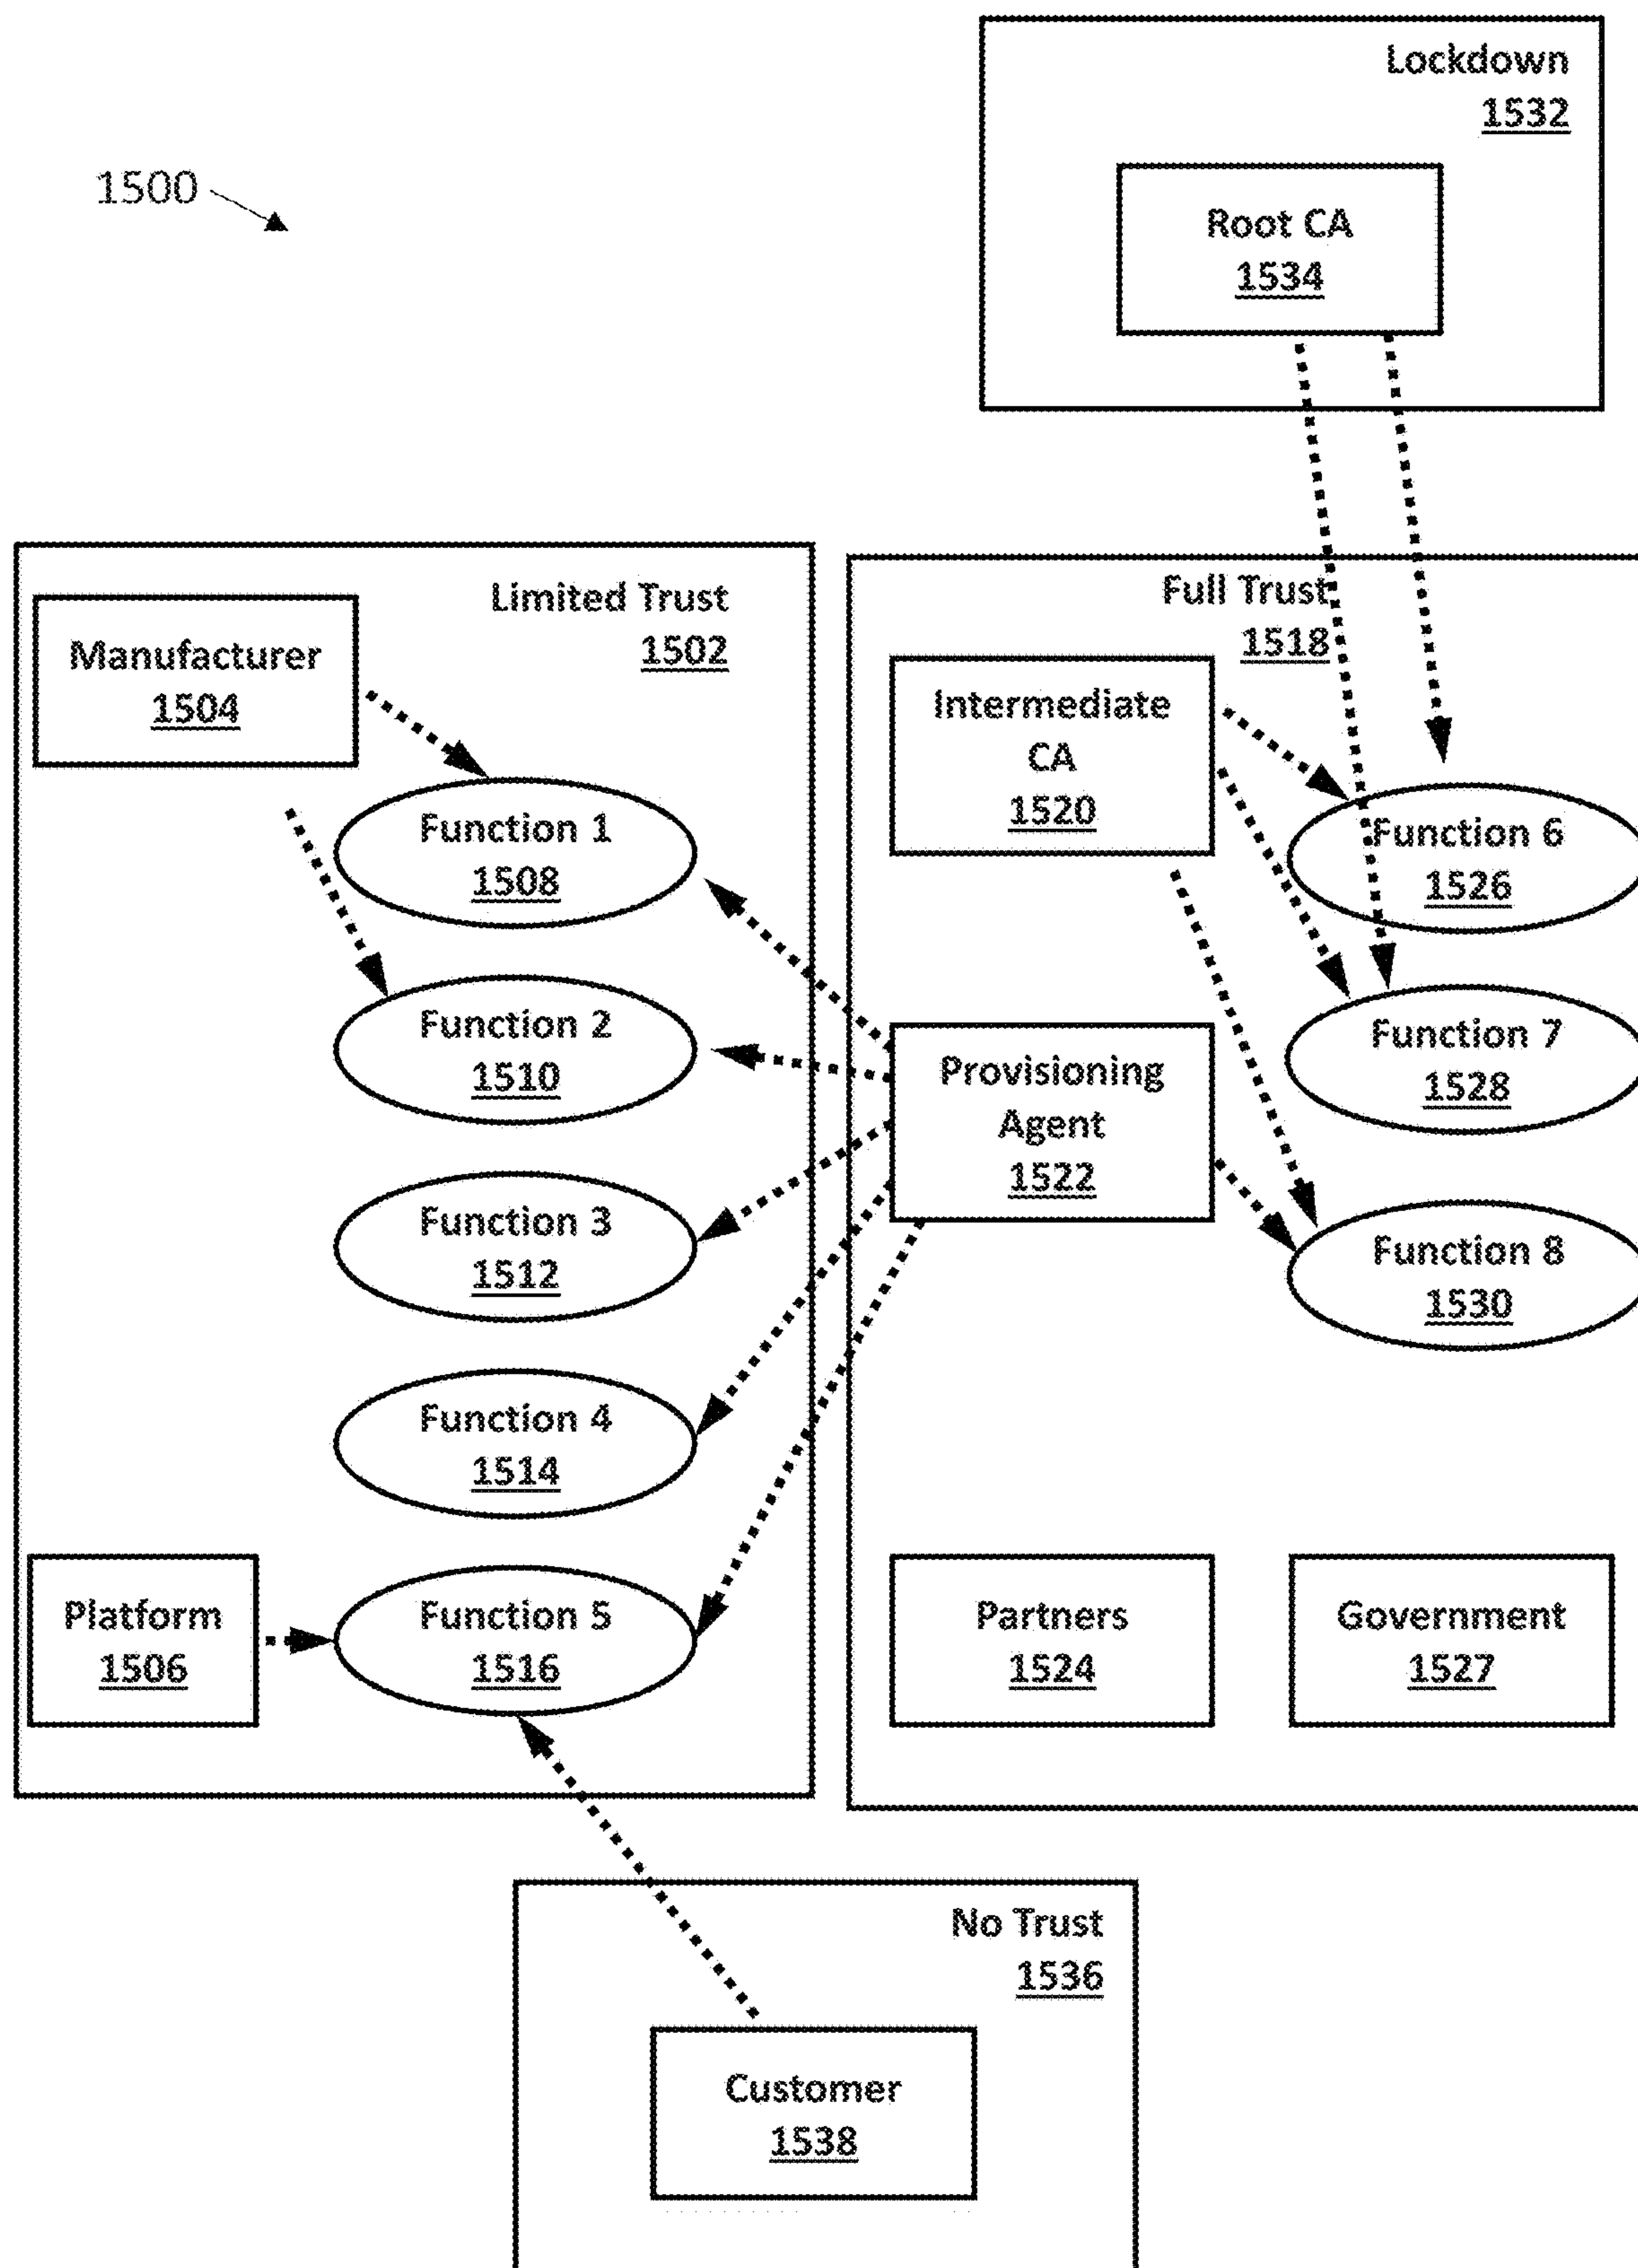 Lockdown
1532
1500
Root CA
1534
Limited Trust
1502
Manufacturer
1504
Function 1
1508
Function 2
1510
Function 3
1512
Function 4
1514
Platform
1506
Function 5
1516
Full Trust
1518
Intermediate
CA
1520
Function 6
1526
Function 7
1528
Provisioning
Agent
1522
Function 8
1530
Partners
1524
Government
1527
No Trust
1536
Customer
1538